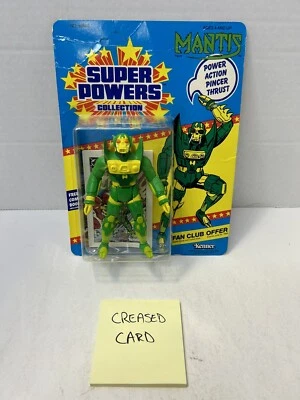 MANTIS
SUPER
POWERS
COLLECTION
POWER
ACTION
PINCER
THRUST
FREE
FAN CLUB OFFER
Kenner
CREASED
CARD